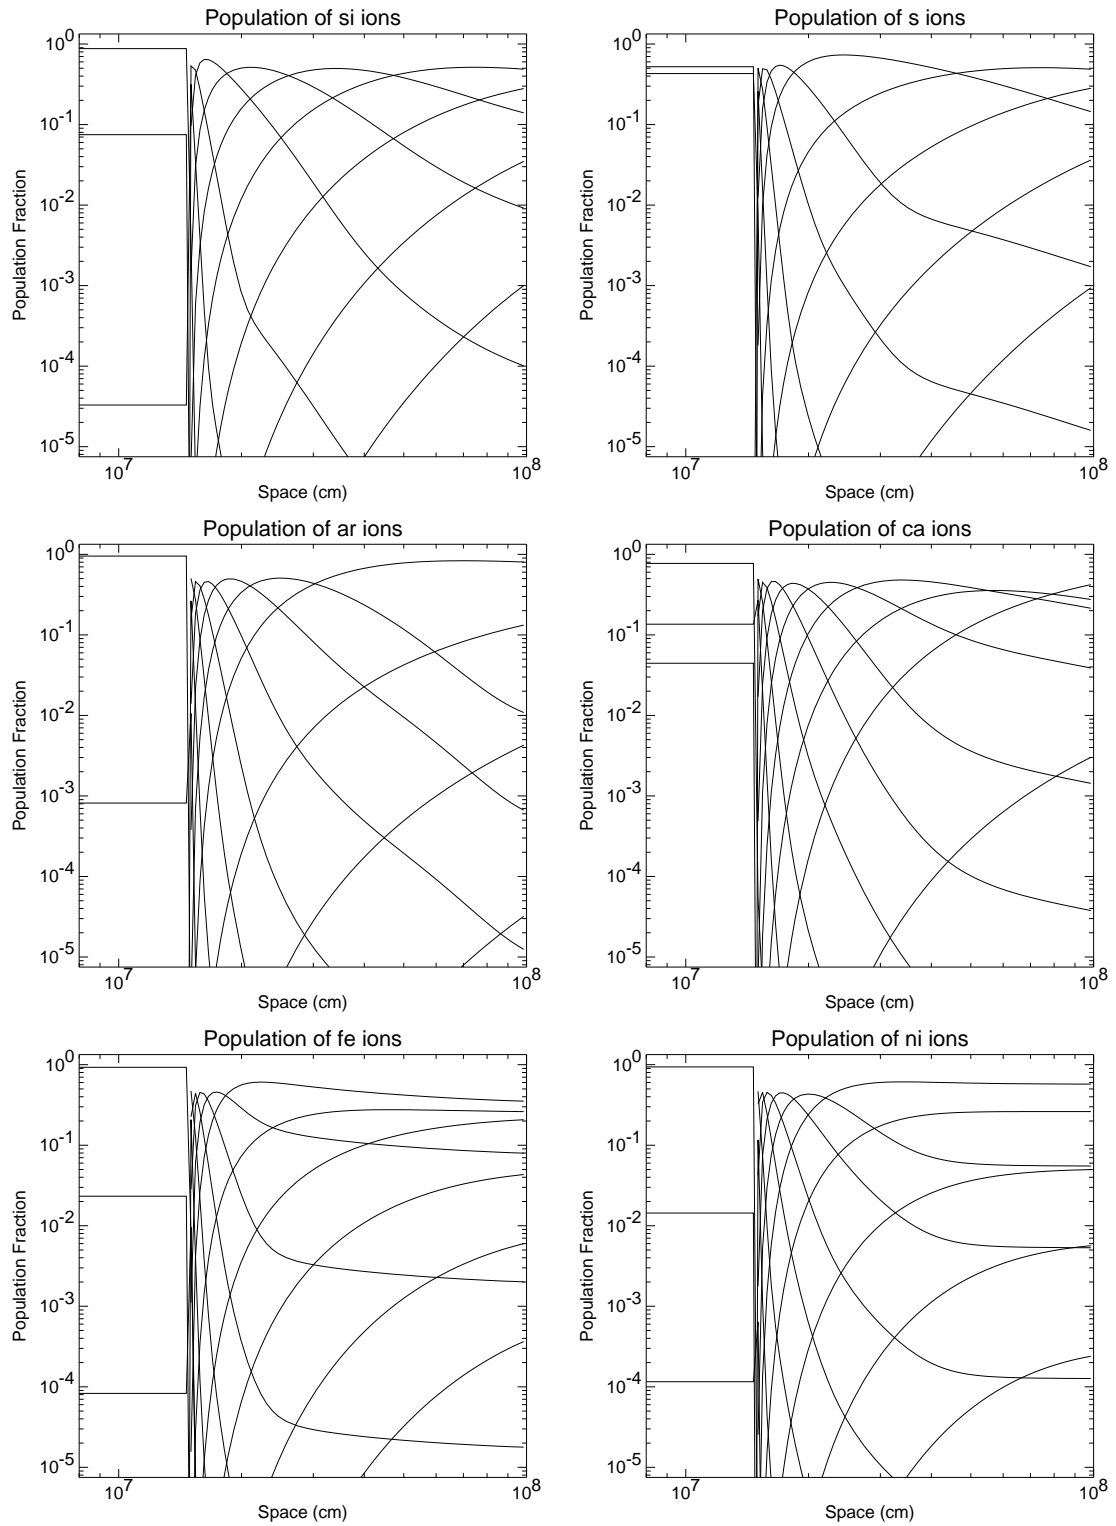 Population of si ions
Population Fraction
10^0
10^-1
10^-2
10^-3
10^-4
10^-5
10^7
10^8
Space (cm)
Population of s ions
Population Fraction
10^0
10^-1
10^-2
10^-3
10^-4
10^-5
10^7
10^8
Space (cm)
Population of ar ions
Population Fraction
10^0
10^-1
10^-2
10^-3
10^-4
10^-5
10^7
10^8
Space (cm)
Population of ca ions
Population Fraction
10^0
10^-1
10^-2
10^-3
10^-4
10^-5
10^7
10^8
Space (cm)
Population of fe ions
Population Fraction
10^0
10^-1
10^-2
10^-3
10^-4
10^-5
10^7
10^8
Space (cm)
Population of ni ions
Population Fraction
10^0
10^-1
10^-2
10^-3
10^-4
10^-5
10^7
10^8
Space (cm)